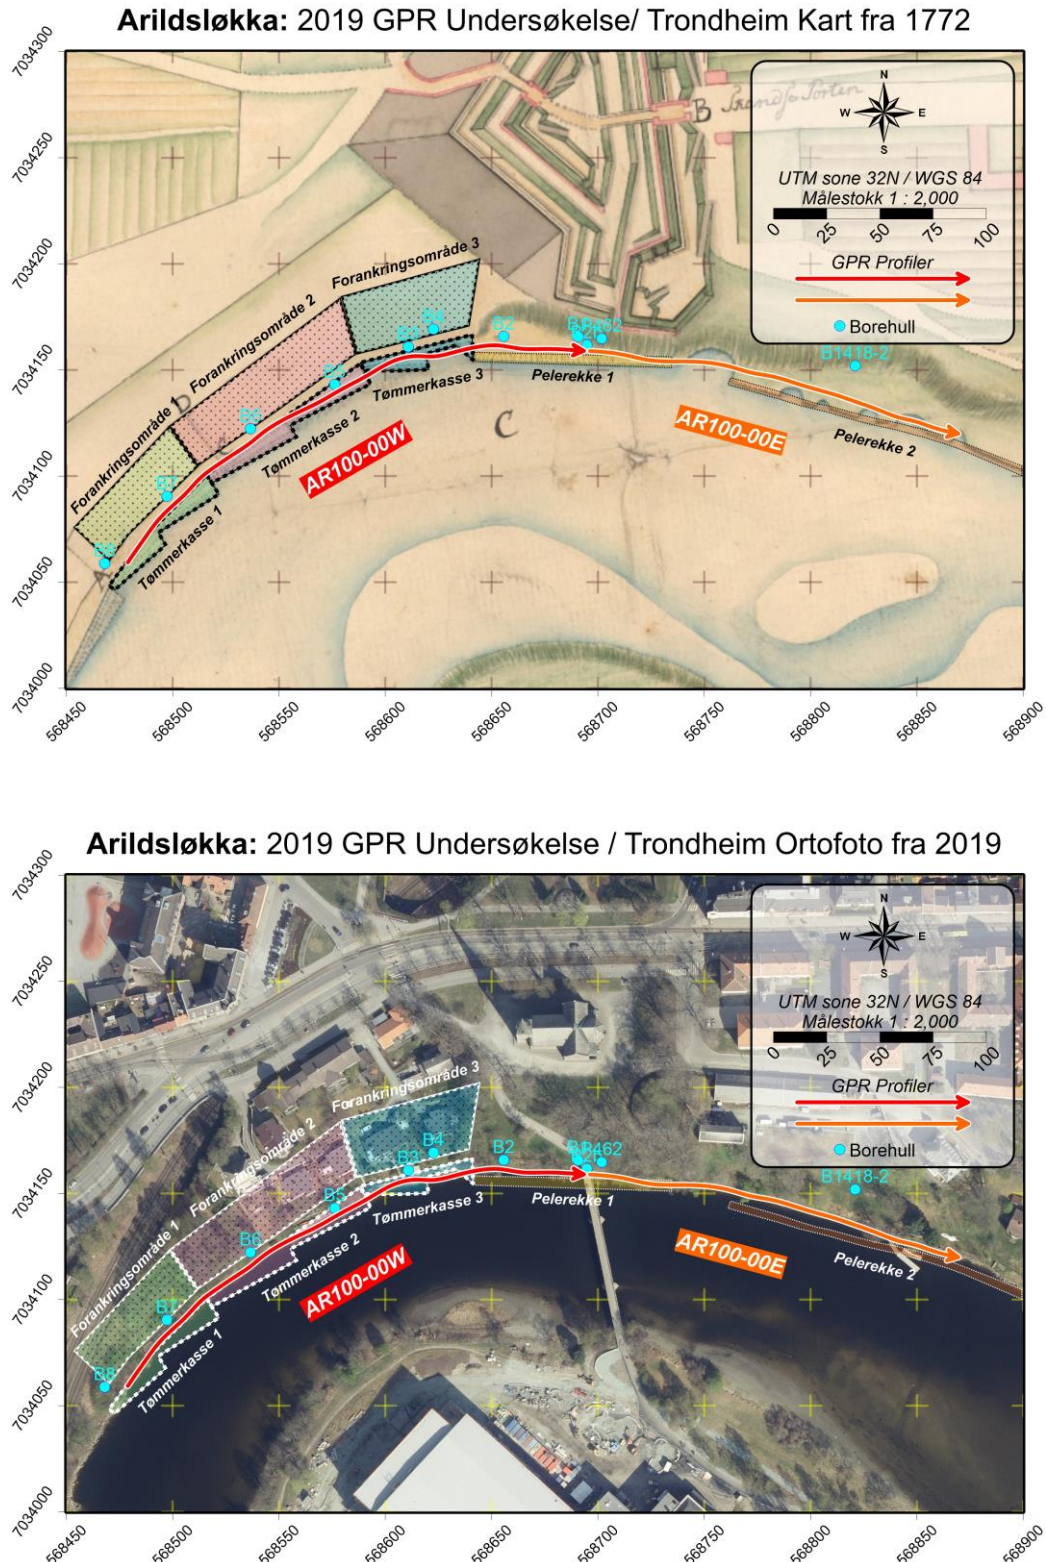 Arildsløkka: 2019 GPR Undersøkelse/ Trondheim Kart fra 1772
7034300
7034250
7034200
7034150
7034100
7034050
7034000
B Strands Porten
N
W E
S
UTM sone 32N / WGS 84
Målestokk 1 : 2,000
0 25 50 75 100
GPR Profiler
Borehull
Forankringsområde 3
Forankringsområde 2
Forankringsområde 1
B4
B3
B2
B462
B1418-2
B5
B6
B7
B8
D
C
Tømmerkasse 3
Tømmerkasse 2
Tømmerkasse 1
Pelerekke 1
Pelerekke 2
AR100-00W
AR100-00E
568450 568500 568550 568600 568650 568700 568750 568800 568850 568900
Arildsløkka: 2019 GPR Undersøkelse / Trondheim Ortofoto fra 2019
7034300
7034250
7034200
7034150
7034100
7034050
7034000
N
W E
S
UTM sone 32N / WGS 84
Målestokk 1 : 2,000
0 25 50 75 100
GPR Profiler
Borehull
Forankringsområde 3
Forankringsområde 2
Forankringsområde 1
B4
B3
B2
B462
B1418-2
B5
B6
B7
B8
Tømmerkasse 3
Tømmerkasse 2
Tømmerkasse 1
Pelerekke 1
Pelerekke 2
AR100-00W
AR100-00E
568450 568500 568550 568600 568650 568700 568750 568800 568850 568900